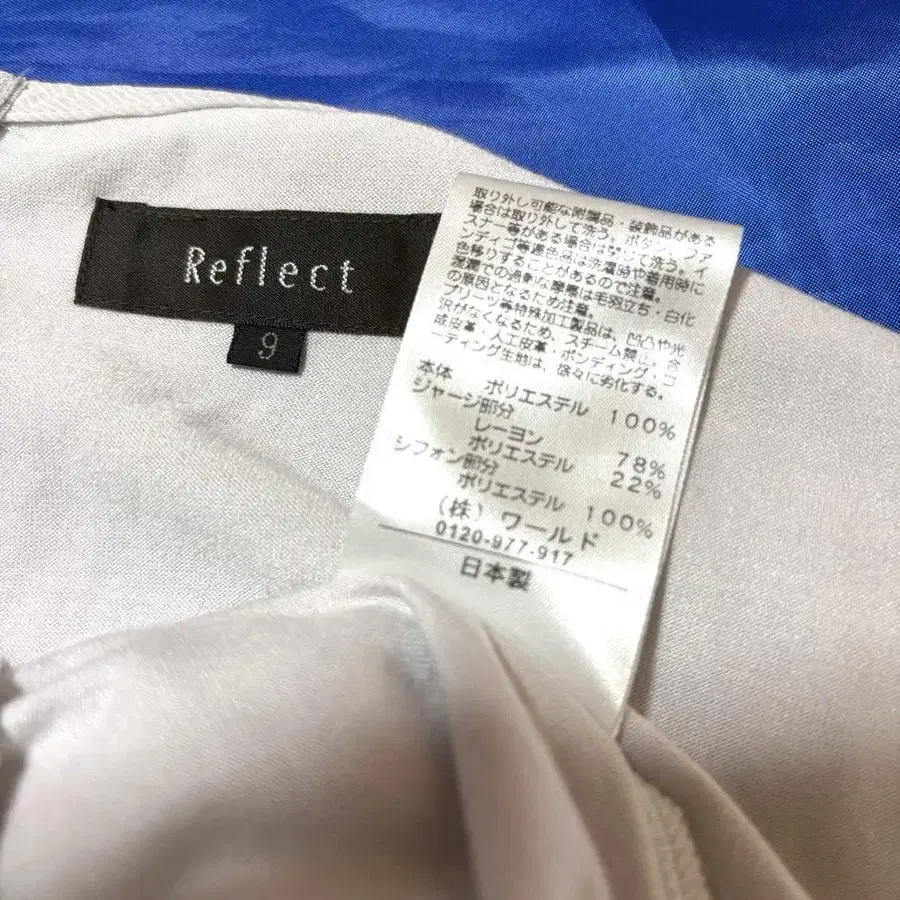 Reflect
9
取り外し可能な附属品・装飾品がある
場合は取り外して洗う。ボタン・ファ
スナー等がある場合は閉じて洗う。イ
ンディゴ等濃色品は洗濯時や着用時に
色移りすることがあるので注意。
洗濯での過剰な摩擦は毛羽立ち・白化
の原因となるため注意。
プリーツ等特殊加工製品は、凹凸や光
沢がなくなるため、スチーム禁止。合
成皮革・人工皮革・ボンディング・コ
ーティング生地は、徐々に劣化する。
本体 ポリエステル 100%
ジャージ部分
レーヨン 78%
ポリエステル 22%
シフォン部分
ポリエステル 100%
(株) ワールド
0120-977-917
日本製